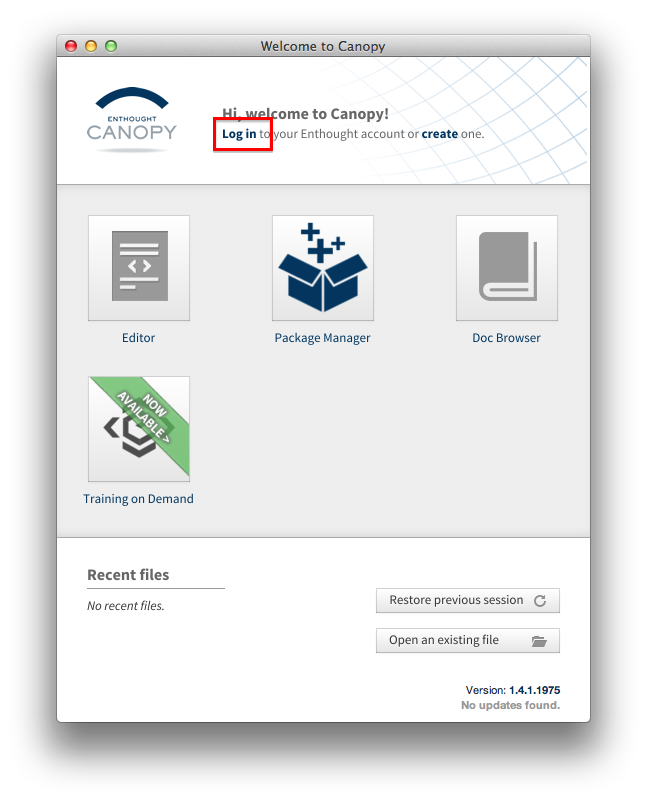 Welcome to Canopy
ENTHOUGHT
CANOPY
Hi, welcome to Canopy!
Log in to your Enthought account or create one.
Editor
Package Manager
Doc Browser
NOW
AVAILABLE >
Training on Demand
Recent files
No recent files.
Restore previous session
Open an existing file
Version: 1.4.1.1975
No updates found.